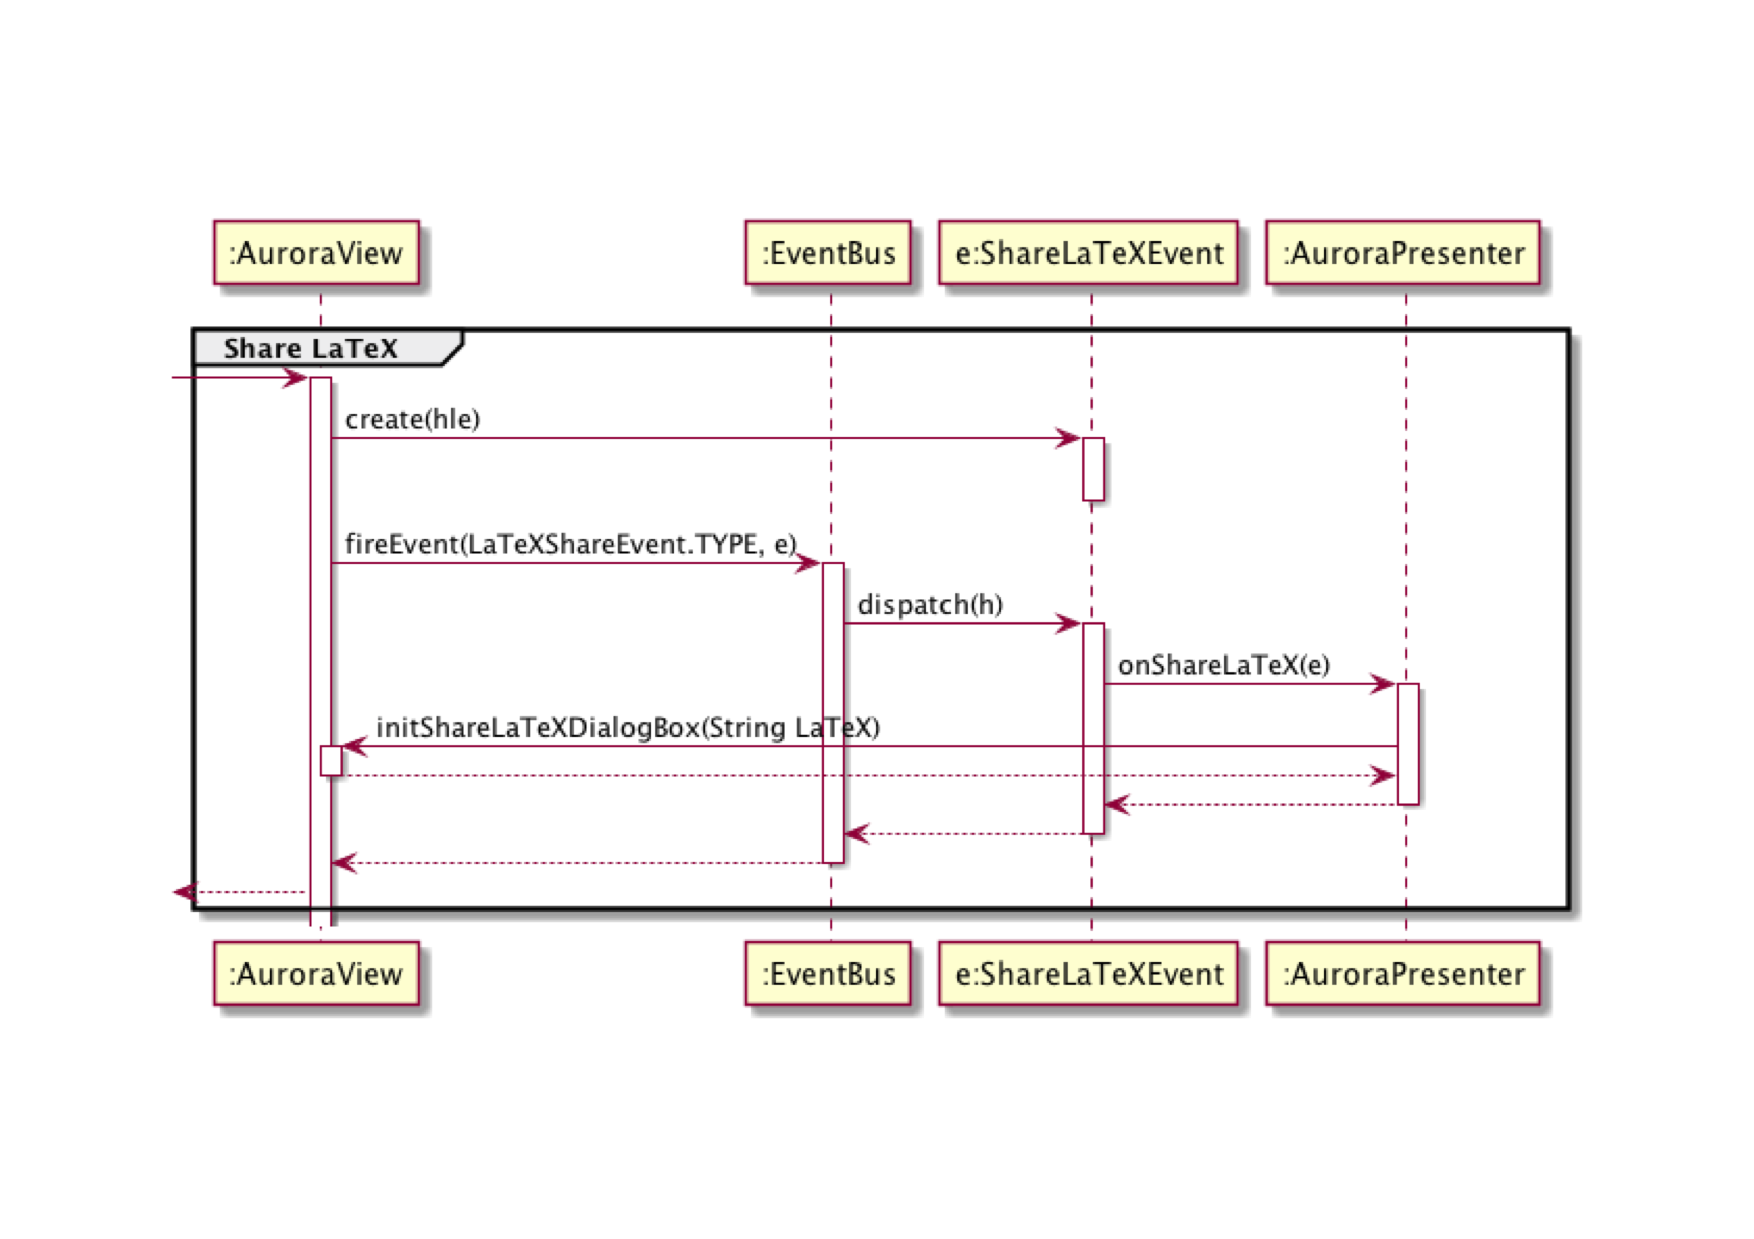 :AuroraView
:EventBus
e:ShareLaTeXEvent
:AuroraPresenter
Share LaTeX
create(hle)
fireEvent(LaTeXShareEvent.TYPE, e)
dispatch(h)
onShareLaTeX(e)
initShareLaTeXDialogBox(String LaTeX)
:AuroraView
:EventBus
e:ShareLaTeXEvent
:AuroraPresenter